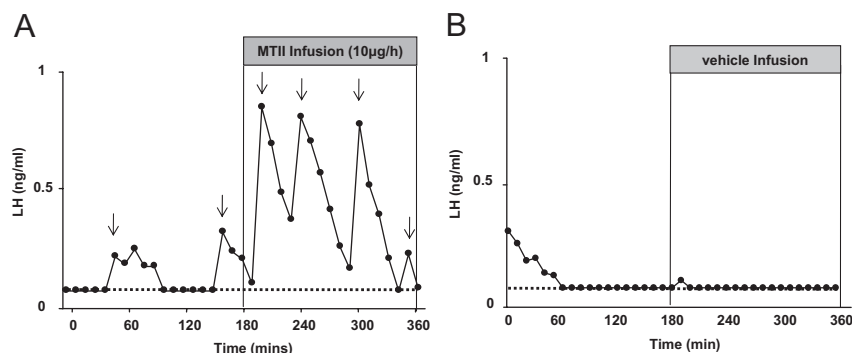 A
MTII Infusion (10µg/h)
1
0.5
0
LH (ng/ml)
0 60 120 180 240 300 360
Time (mins)
B
vehicle Infusion
1
0.5
0
LH (ng/ml)
0 60 120 180 240 300 360
Time (min)